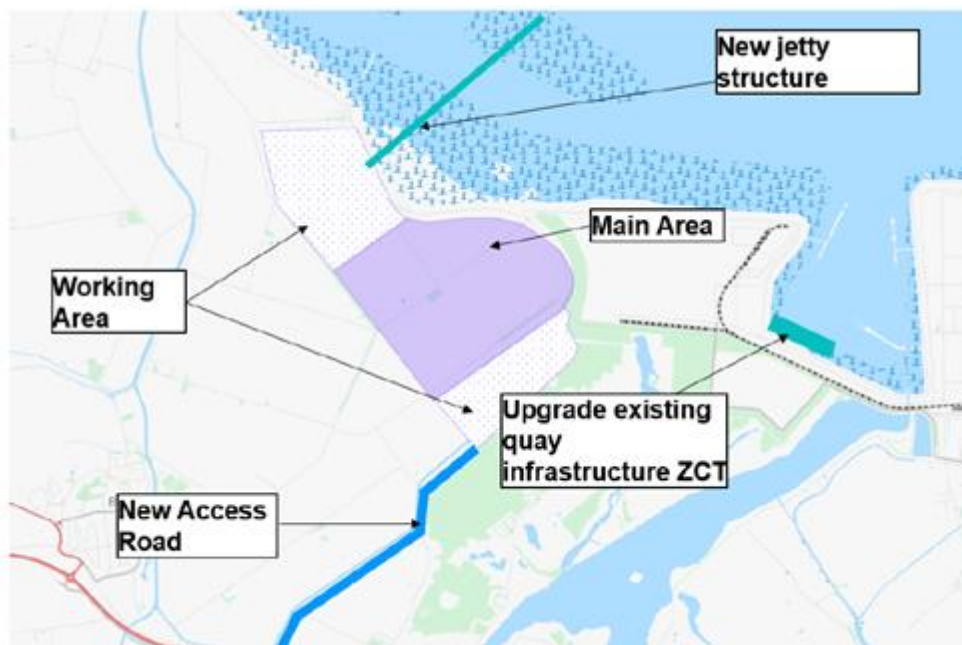 New jetty
structure
Main Area
Working
Area
Upgrade existing
quay
infrastructure ZCT
New Access
Road